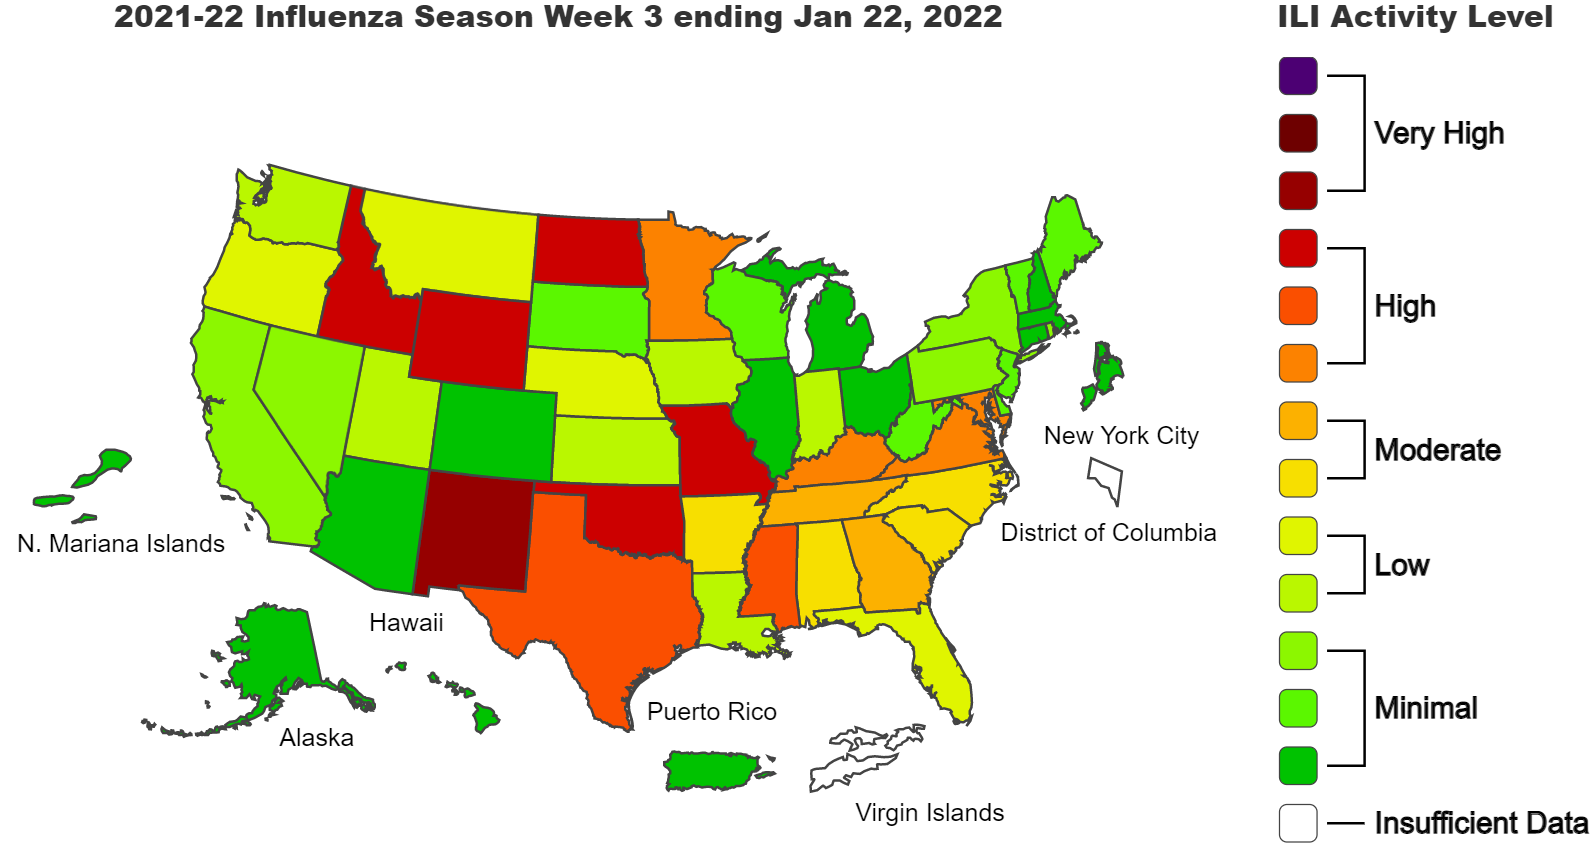 2021-22 Influenza Season Week 3 ending Jan 22, 2022
ILI Activity Level
Very High
High
Moderate
Low
Minimal
Insufficient Data
New York City
District of Columbia
N. Mariana Islands
Hawaii
Alaska
Puerto Rico
Virgin Islands